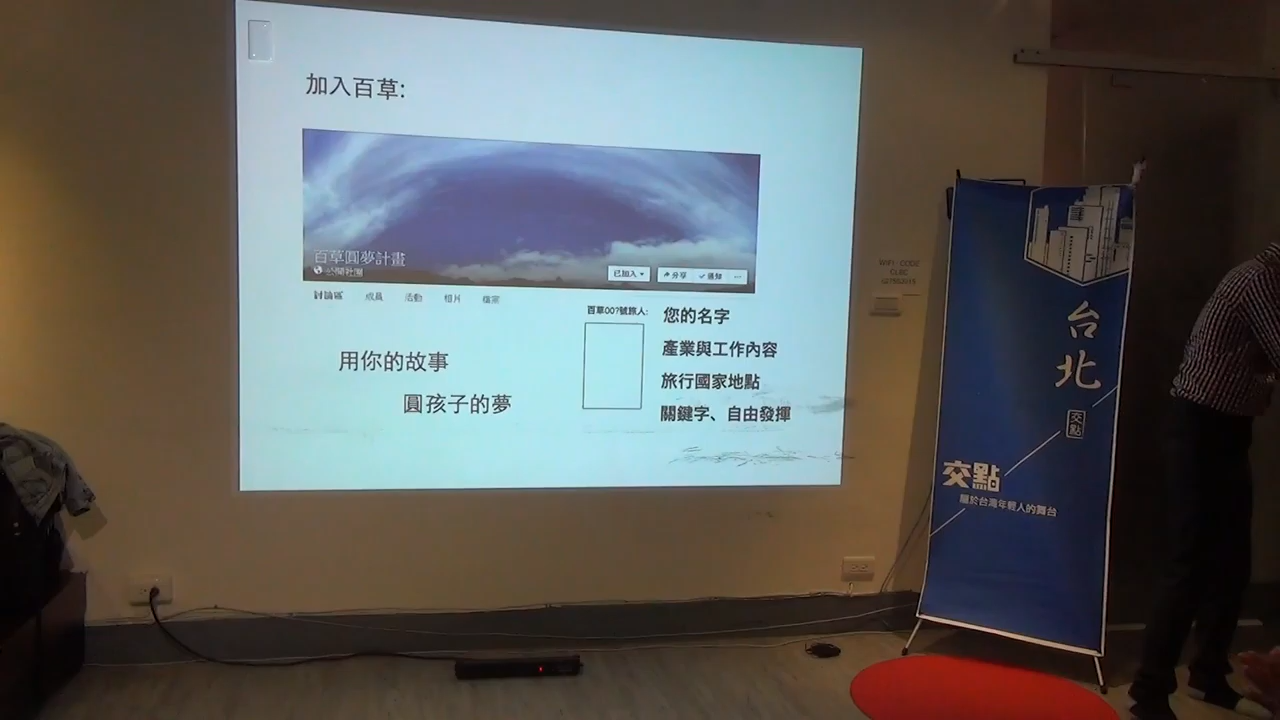 加入百草:
百草圓夢計畫
公開社團
已加入
分享
通知
討論區 成員 活動 相片 檔案
用你的故事
圓孩子的夢
百草00?號旅人:
您的名字
產業與工作內容
旅行國家地點
關鍵字、自由發揮
台北
交點
交點
屬於台灣年輕人的舞台